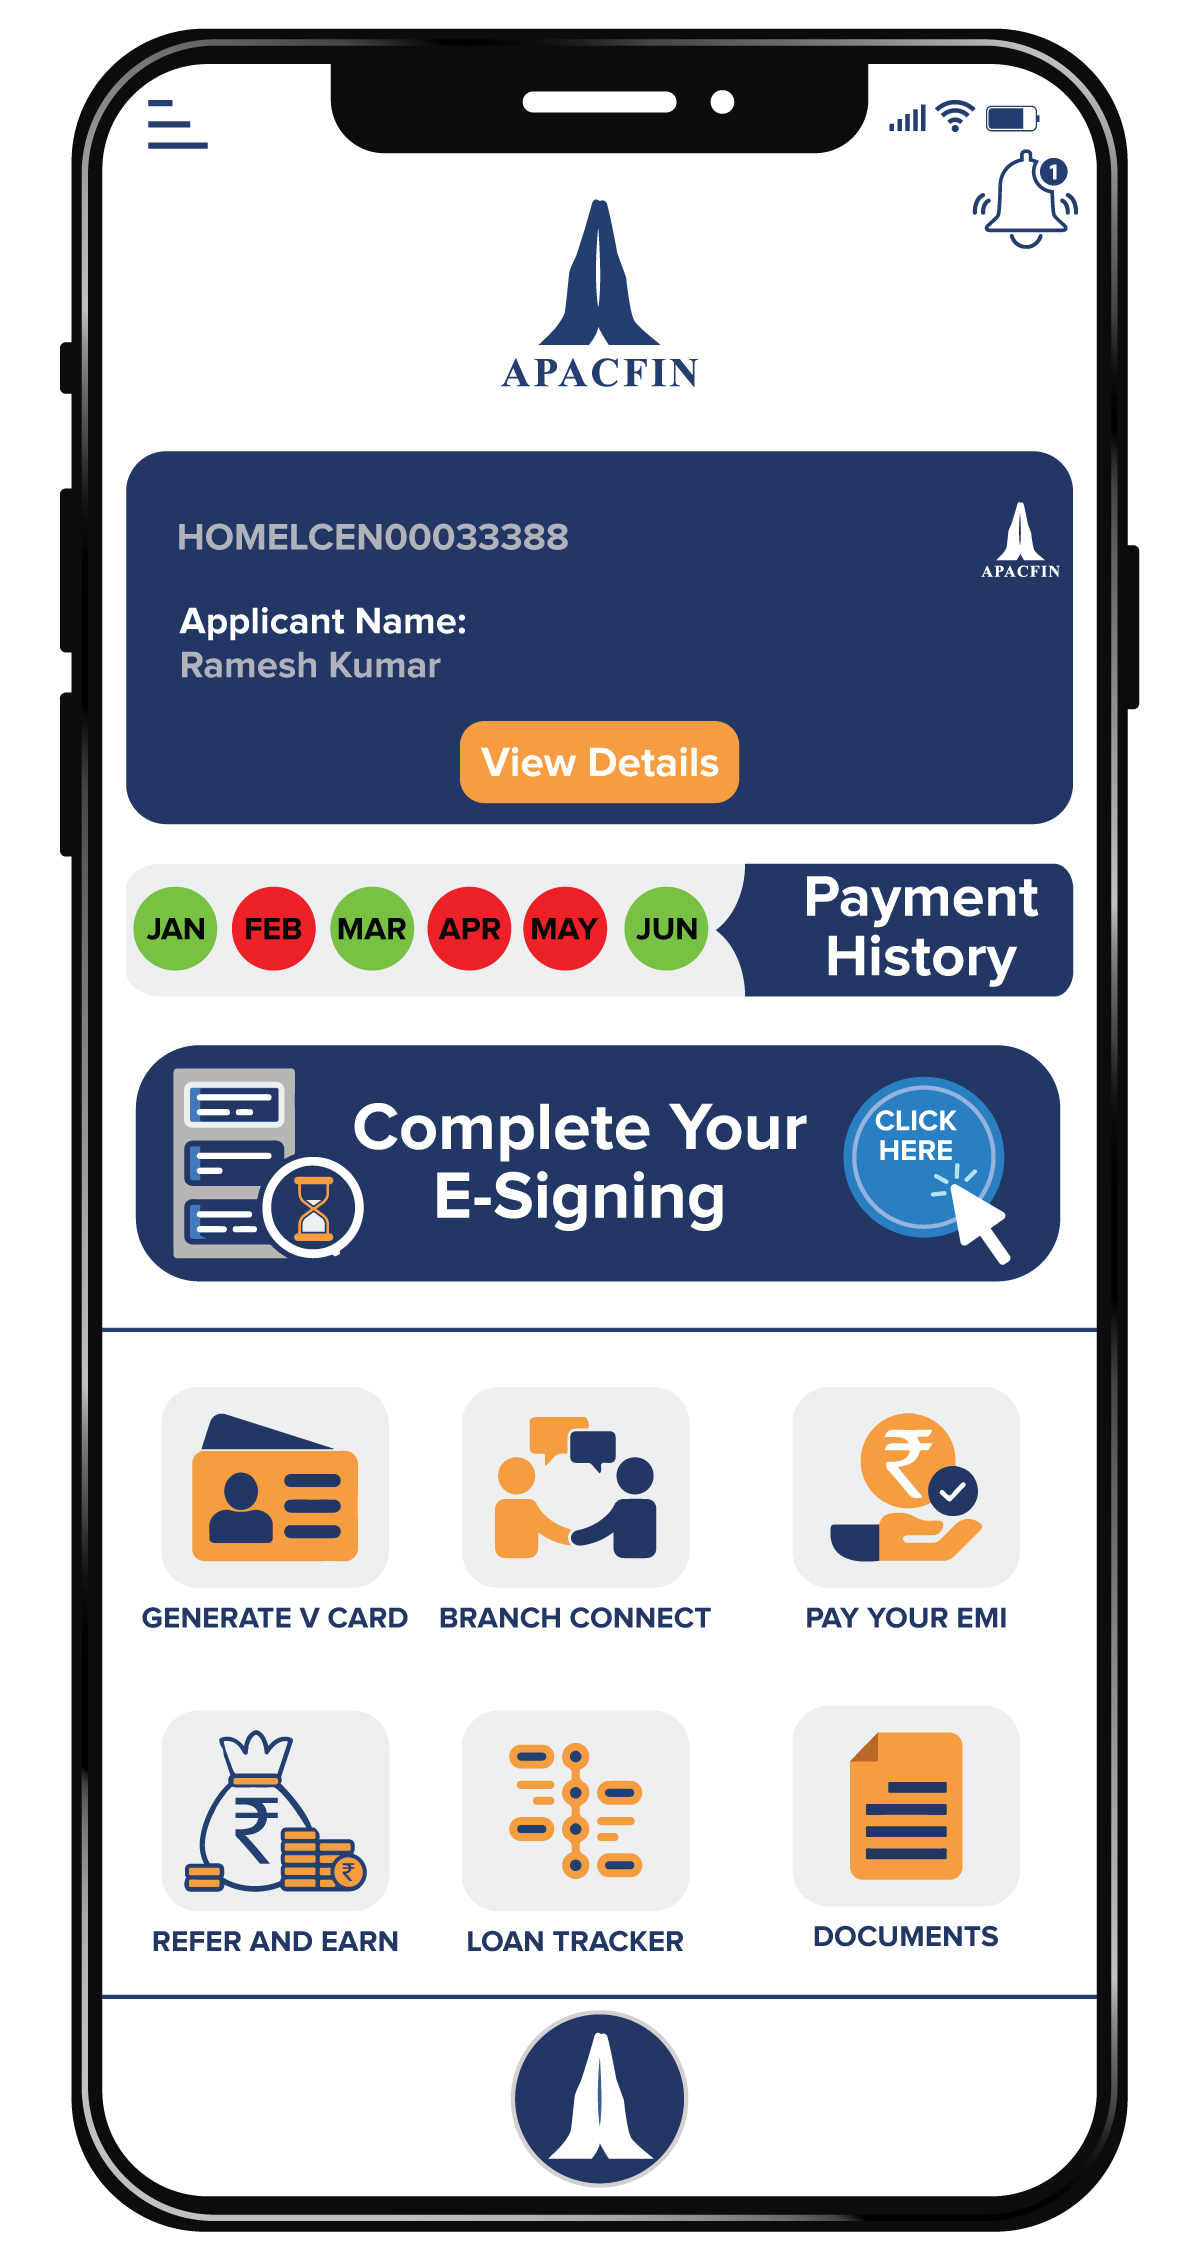 1
APACFIN
HOMELCEN00033388
APACFIN
Applicant Name:
Ramesh Kumar
View Details
JAN FEB MAR APR MAY JUN
Payment
History
Complete Your
E-Signing
CLICK
HERE
₹
GENERATE V CARD
BRANCH CONNECT
PAY YOUR EMI
₹
₹
REFER AND EARN
LOAN TRACKER
DOCUMENTS